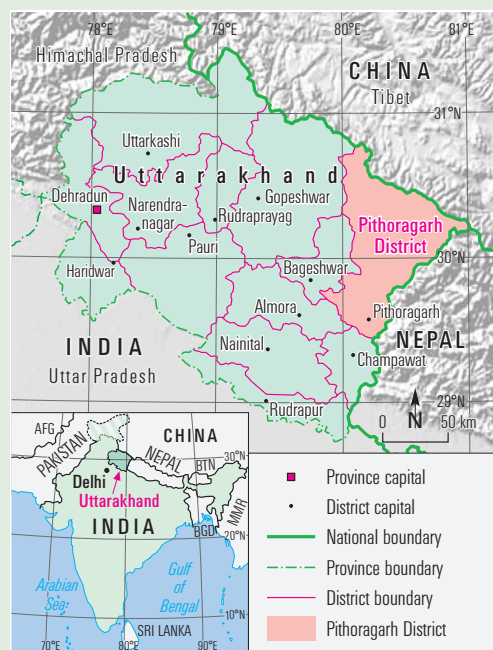 78°E
79°E
80°E
81°E
Himachal Pradesh
CHINA
Tibet
31°N
Uttarkashi
Uttarakhand
Dehradun
Narendra-
nagar
Gopeshwar
Rudraprayag
Pauri
Pithoragarh
District
30°N
Haridwar
Bageshwar
Almora
Pithoragarh
INDIA
Uttar Pradesh
Nainital
NEPAL
Champawat
29°N
Rudrapur
N
0 50 km
AFG
PAKISTAN
CHINA
NEPAL
BTN
30°N
Delhi
Uttarakhand
INDIA
MMR
BGD
20°N
Arabian
Sea
Gulf
of
Bengal
10°N
SRI LANKA
70°E
80°E
90°E
Province capital
District capital
National boundary
Province boundary
District boundary
Pithoragarh District